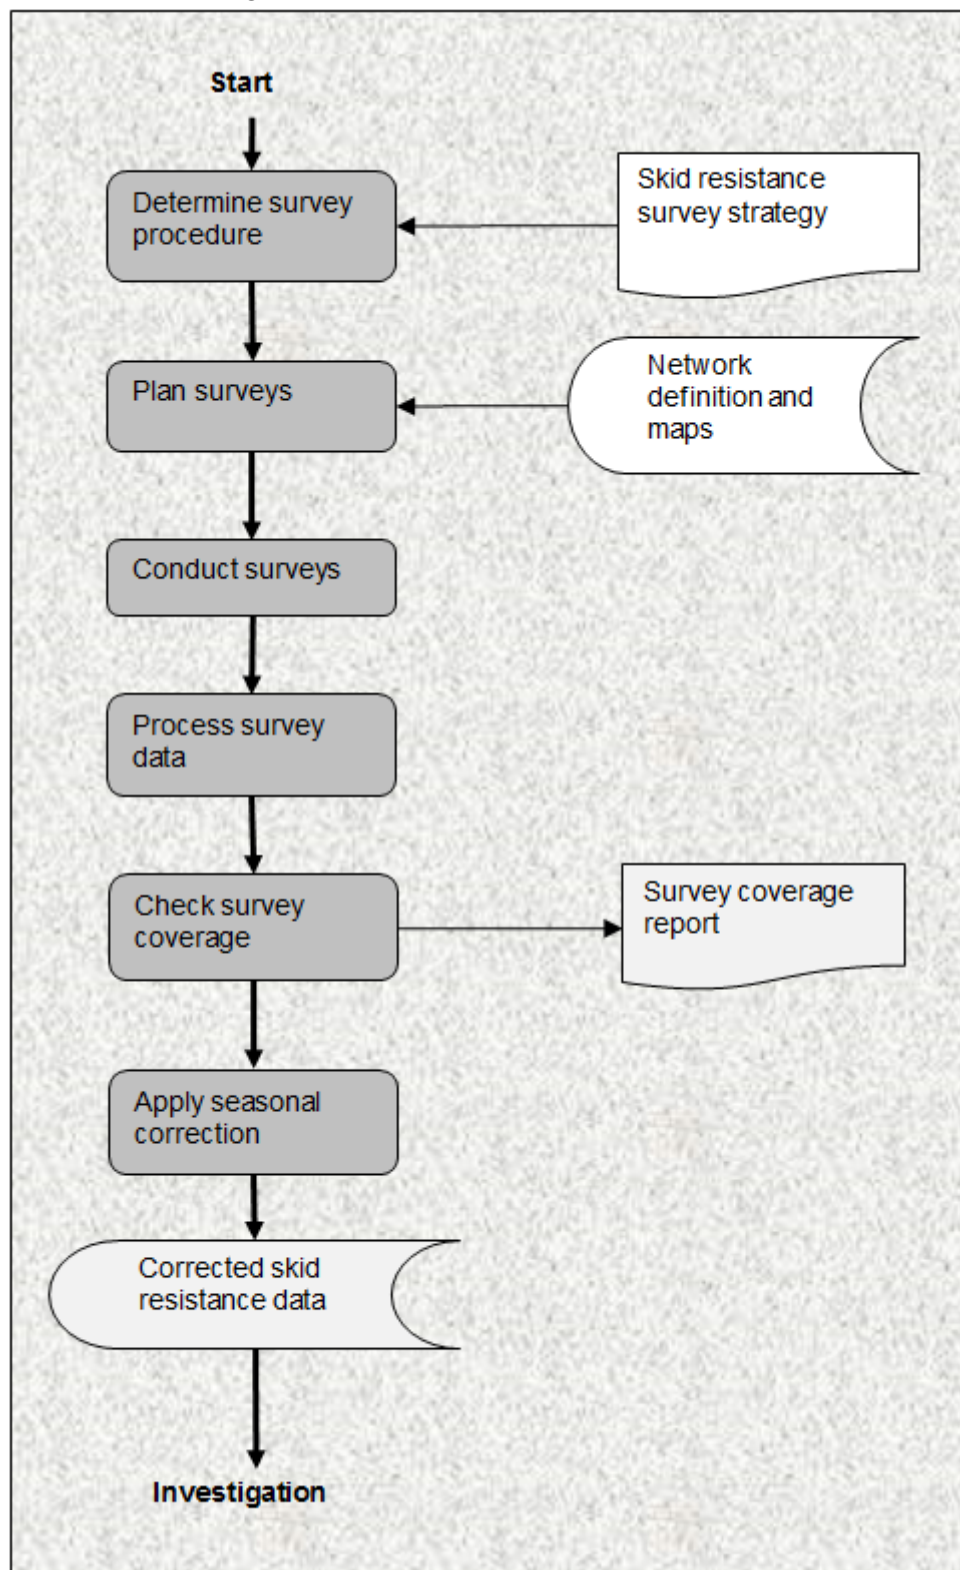 Start
Determine survey
procedure
Skid resistance
survey strategy
Plan surveys
Network
definition and
maps
Conduct surveys
Process survey
data
Check survey
coverage
Survey coverage
report
Apply seasonal
correction
Corrected skid
resistance data
Investigation